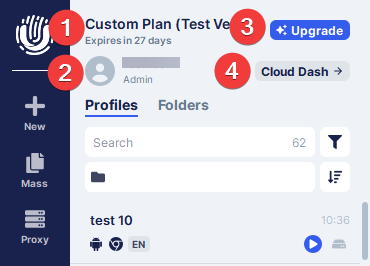 1
Custom Plan (Test Ve
3
Upgrade
Expires in 27 days
2
Admin
4
Cloud Dash →
New
Mass
Proxy
Profiles
Folders
Search
62
test 10
10:36
EN